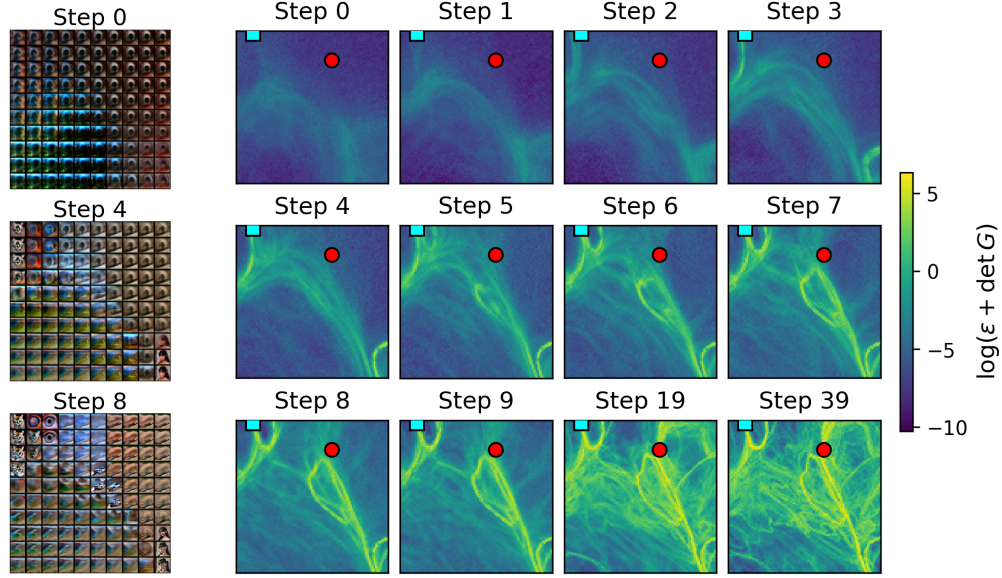 Step 0
Step 0
Step 1
Step 2
Step 3
Step 4
Step 4
Step 5
Step 6
Step 7
Step 8
Step 8
Step 9
Step 19
Step 39
5
0
−5
−10
log(ε + det G)